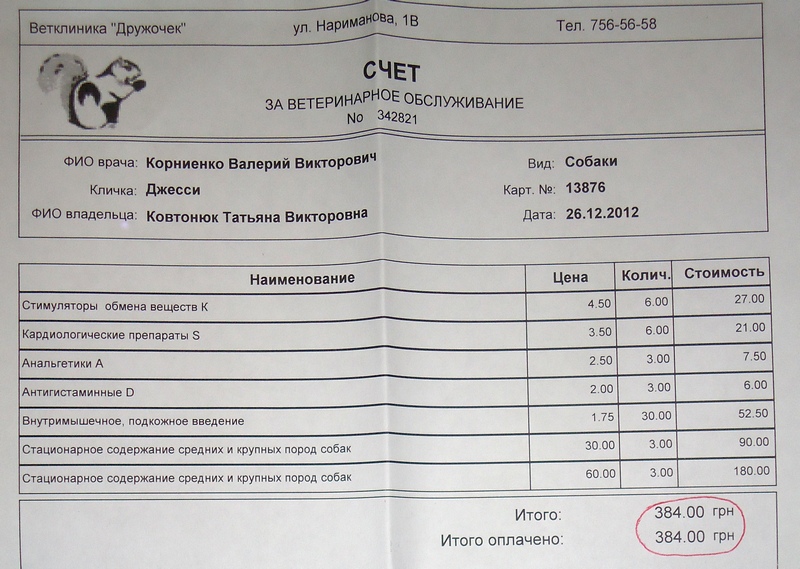 Ветклиника "Дружочек" ул. Нариманова, 1В Тел. 756-56-58
СЧЕТ
ЗА ВЕТЕРИНАРНОЕ ОБСЛУЖИВАНИЕ
No 342821
ФИО врача: Корниенко Валерий Викторович Вид: Собаки
Кличка: Джесси Карт. №: 13876
ФИО владельца: Ковтонюк Татьяна Викторовна Дата: 26.12.2012
Наименование Цена Колич. Стоимость
Стимуляторы обмена веществ К 4.50 6.00 27.00
Кардиологические препараты S 3.50 6.00 21.00
Анальгетики А 2.50 3.00 7.50
Антигистаминные D 2.00 3.00 6.00
Внутримышечное, подкожное введение 1.75 30.00 52.50
Стационарное содержание средних и крупных пород собак 30.00 3.00 90.00
Стационарное содержание средних и крупных пород собак 60.00 3.00 180.00
Итого: 384.00 грн
Итого оплачено: 384.00 грн